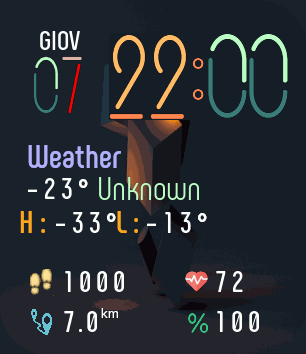 GIOV
07 22:00
Weather
-23° Unknown
H:-33°L:-13°
1000 72
7.0km %100